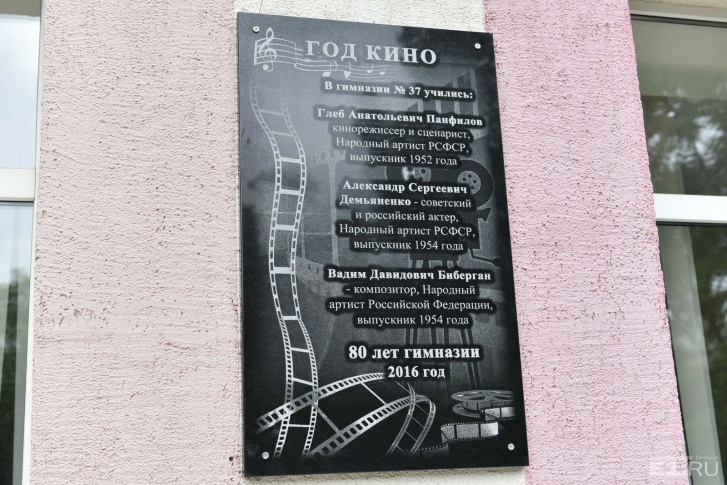 ГОД КИНО
В гимназии № 37 учились:
Глеб Анатольевич Панфилов
кинорежиссер и сценарист,
Народный артист РСФСР,
выпускник 1952 года
Александр Сергеевич
Демьяненко - советский
и российский актер,
Народный артист РСФСР,
выпускник 1954 года
Вадим Давидович Биберган
- композитор, Народный
артист Российской Федерации,
выпускник 1954 года
80 лет гимназии
2016 год
E1.RU